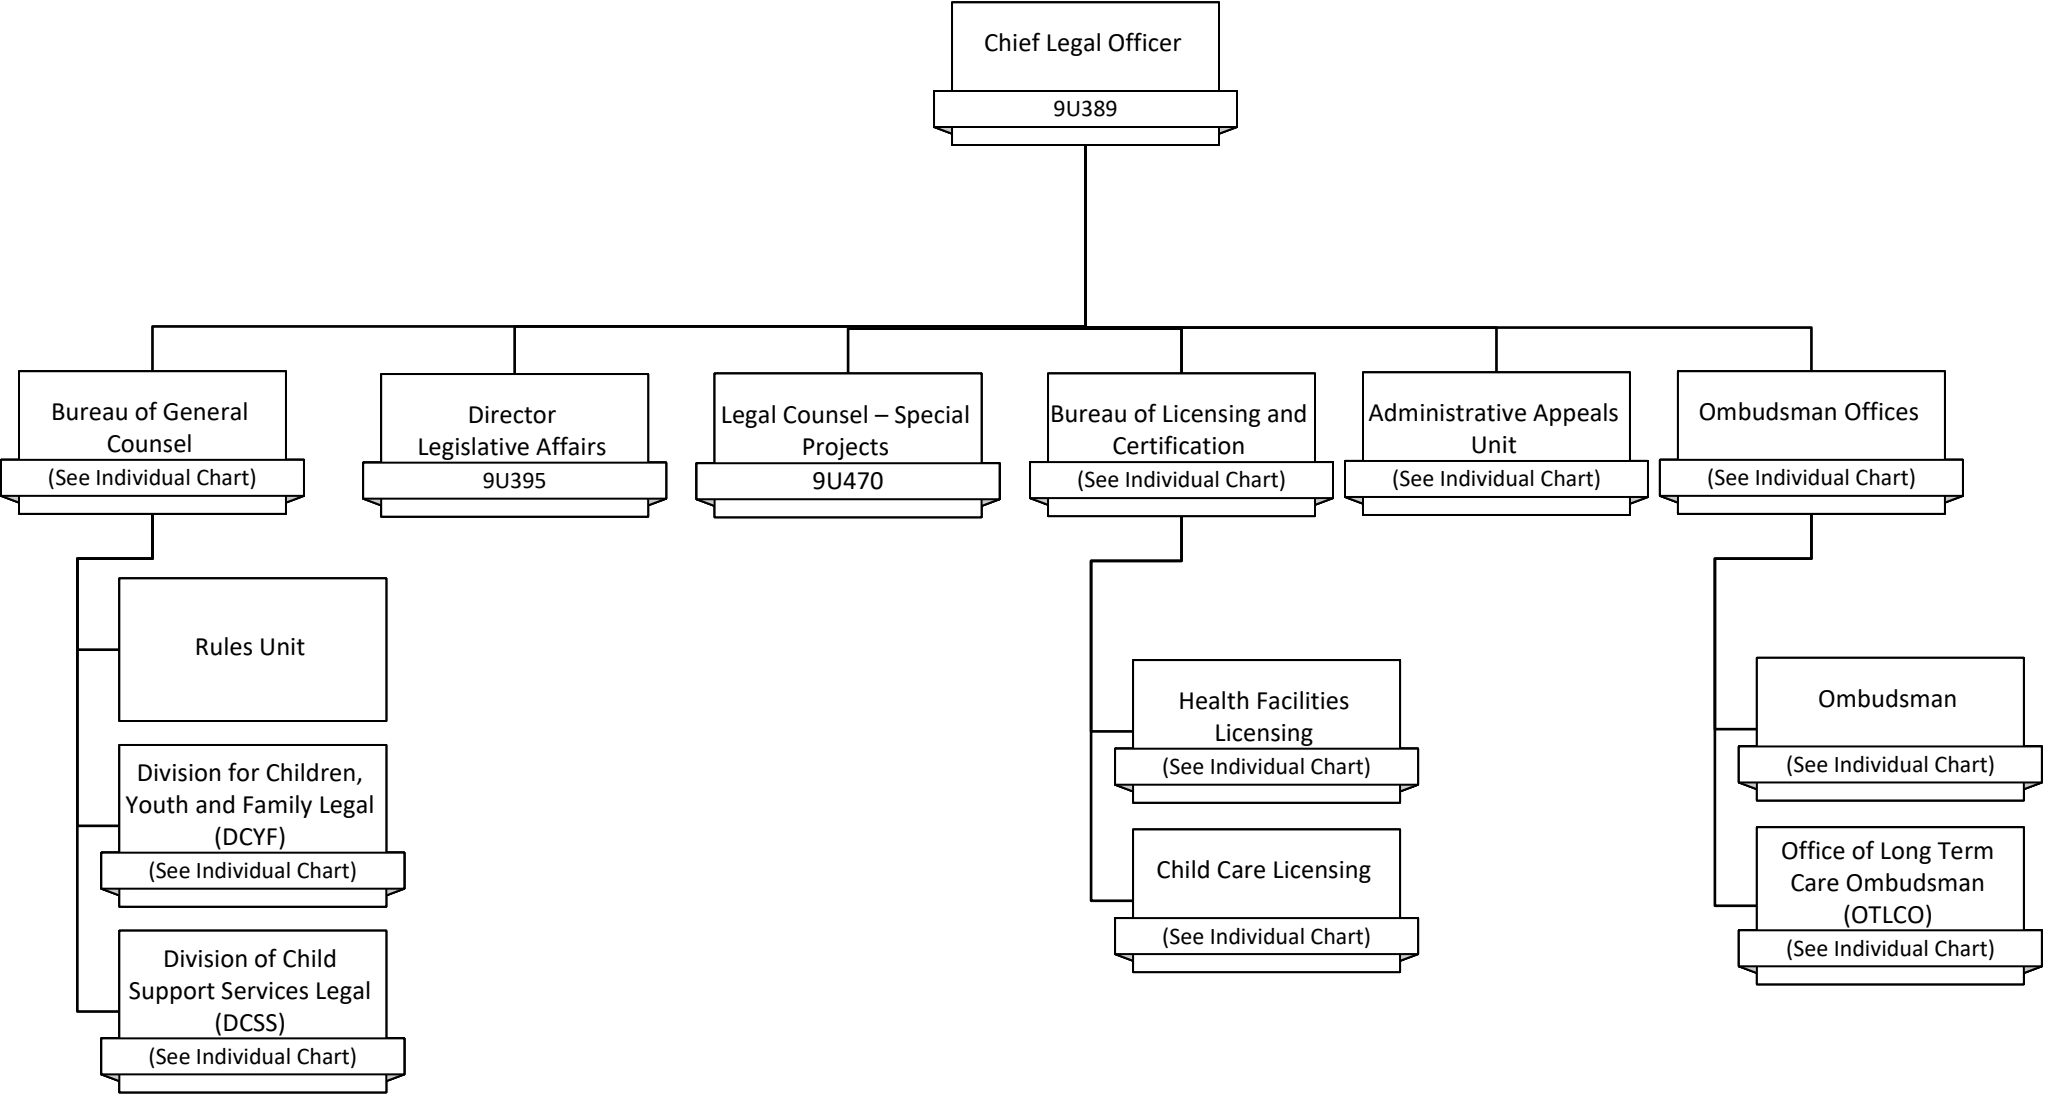 Chief Legal Officer
9U389
Bureau of General
Counsel
(See Individual Chart)
Director
Legislative Affairs
9U395
Legal Counsel – Special
Projects
9U470
Bureau of Licensing and
Certification
(See Individual Chart)
Administrative Appeals
Unit
(See Individual Chart)
Ombudsman Offices
(See Individual Chart)
Rules Unit
Division for Children,
Youth and Family Legal
(DCYF)
(See Individual Chart)
Division of Child
Support Services Legal
(DCSS)
(See Individual Chart)
Health Facilities
Licensing
(See Individual Chart)
Child Care Licensing
(See Individual Chart)
Ombudsman
(See Individual Chart)
Office of Long Term
Care Ombudsman
(OTLCO)
(See Individual Chart)